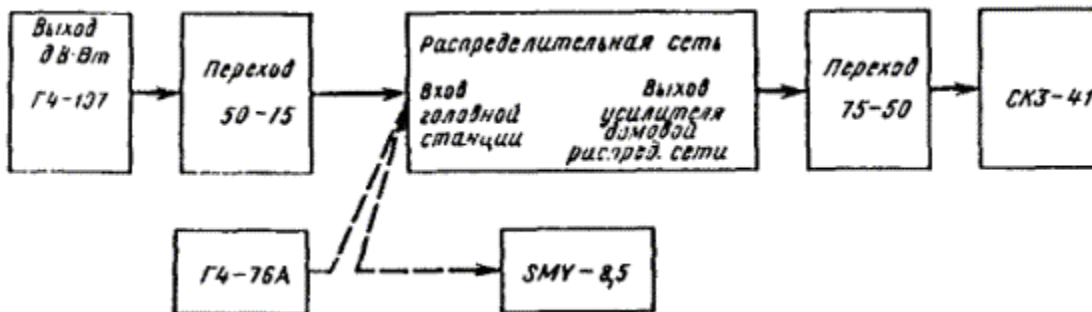 Выход
дВ·Вт
Г4-107
Переход
50-75
Распределительная сеть
Вход
головной
станции
Выход
усилителя
домовой
распред. сети
Переход
75-50
СК3-41
Г4-76А
SMY-8,5